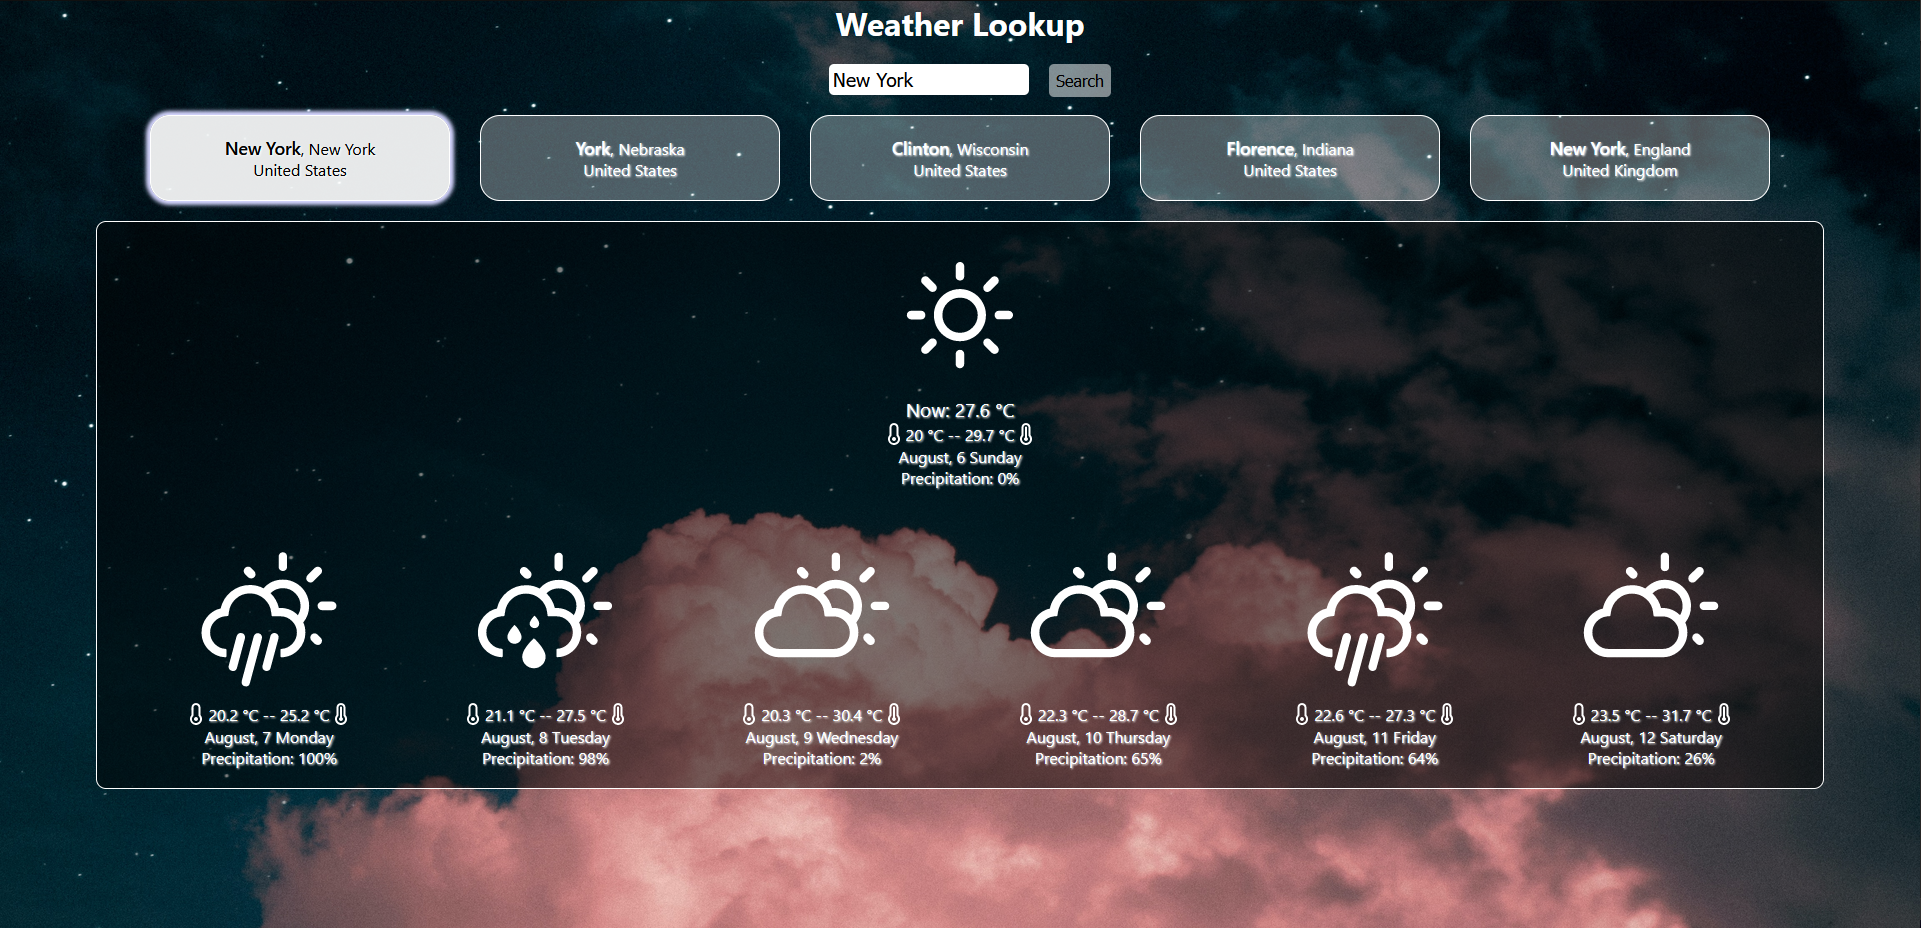 Weather Lookup
New York
Search
New York, New York
United States
York, Nebraska
United States
Clinton, Wisconsin
United States
Florence, Indiana
United States
New York, England
United Kingdom
Now: 27.6 °C
20 °C -- 29.7 °C
August, 6 Sunday
Precipitation: 0%
20.2 °C -- 25.2 °C
August, 7 Monday
Precipitation: 100%
21.1 °C -- 27.5 °C
August, 8 Tuesday
Precipitation: 98%
20.3 °C -- 30.4 °C
August, 9 Wednesday
Precipitation: 2%
22.3 °C -- 28.7 °C
August, 10 Thursday
Precipitation: 65%
22.6 °C -- 27.3 °C
August, 11 Friday
Precipitation: 64%
23.5 °C -- 31.7 °C
August, 12 Saturday
Precipitation: 26%